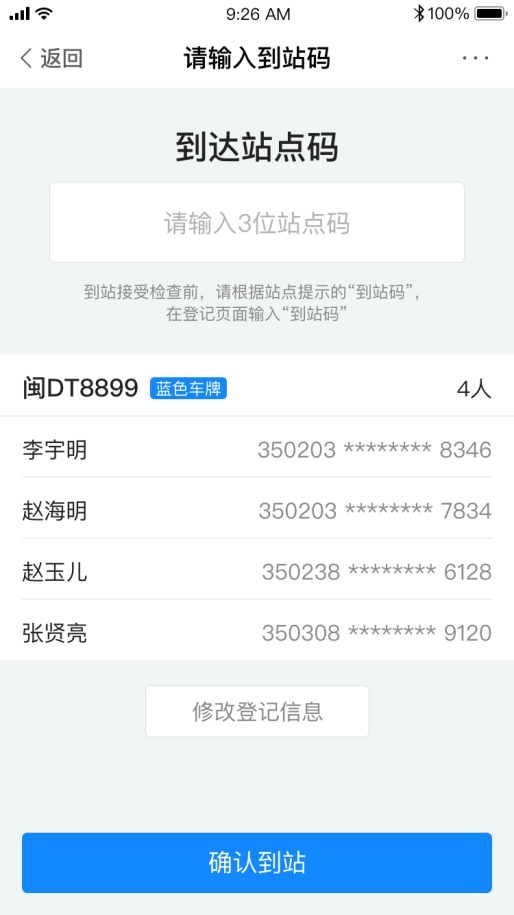 9:26 AM
100%
返回
请输入到站码
到达站点码
请输入3位站点码
到站接受检查前，请根据站点提示的“到站码”，
在登记页面输入“到站码”
闽DT8899 蓝色车牌 4人
李宇明 350203 ******** 8346
赵海明 350203 ******** 7834
赵玉儿 350238 ******** 6128
张贤亮 350308 ******** 9120
修改登记信息
确认到站